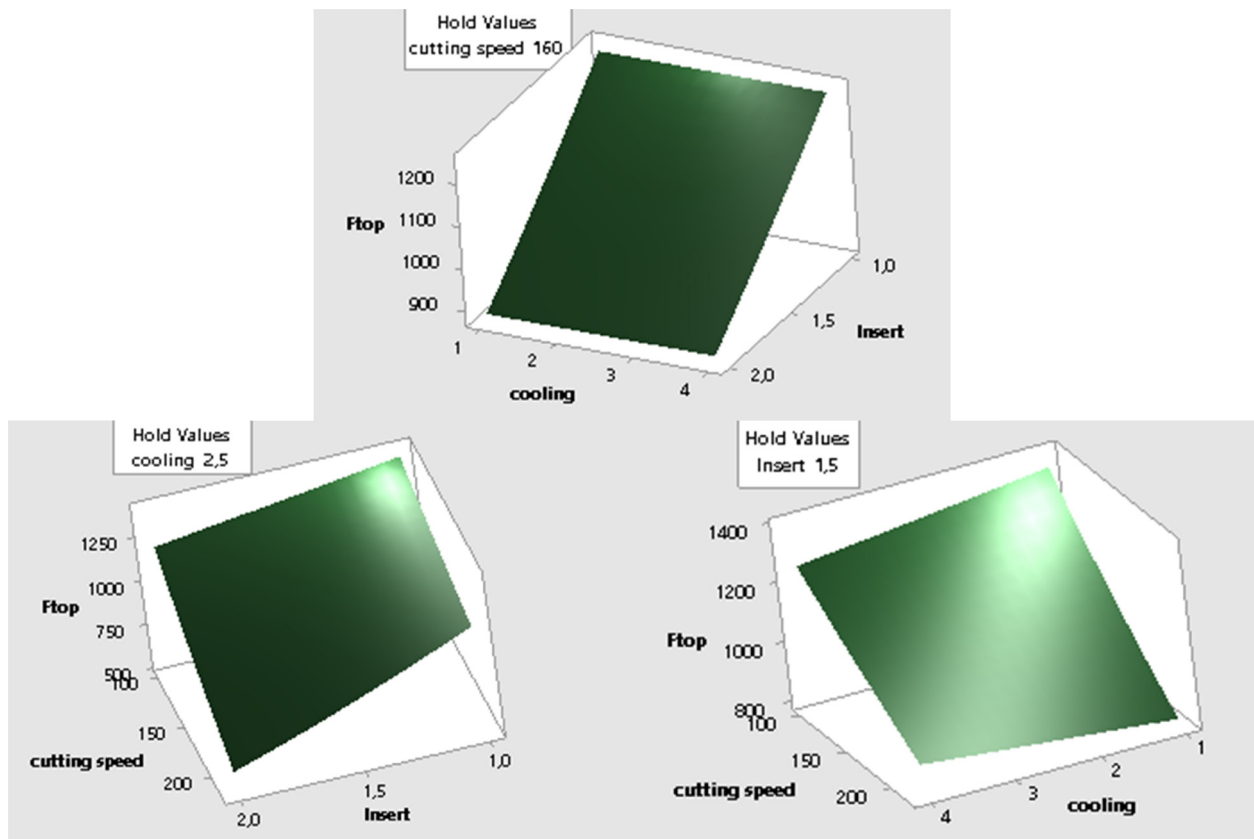 Hold Values
cutting speed 160
1200
Ftop 1100
1000
900
1 2 3 4
cooling
1,0
1,5
2,0
Insert
Hold Values
cooling 2,5
1250
1000
Ftop
750
500
100
150
cutting speed
200
2,0 1,5 1,0
Insert
Hold Values
Insert 1,5
1400
1200
Ftop
1000
800
100
150
cutting speed
200
4 3 2 1
cooling